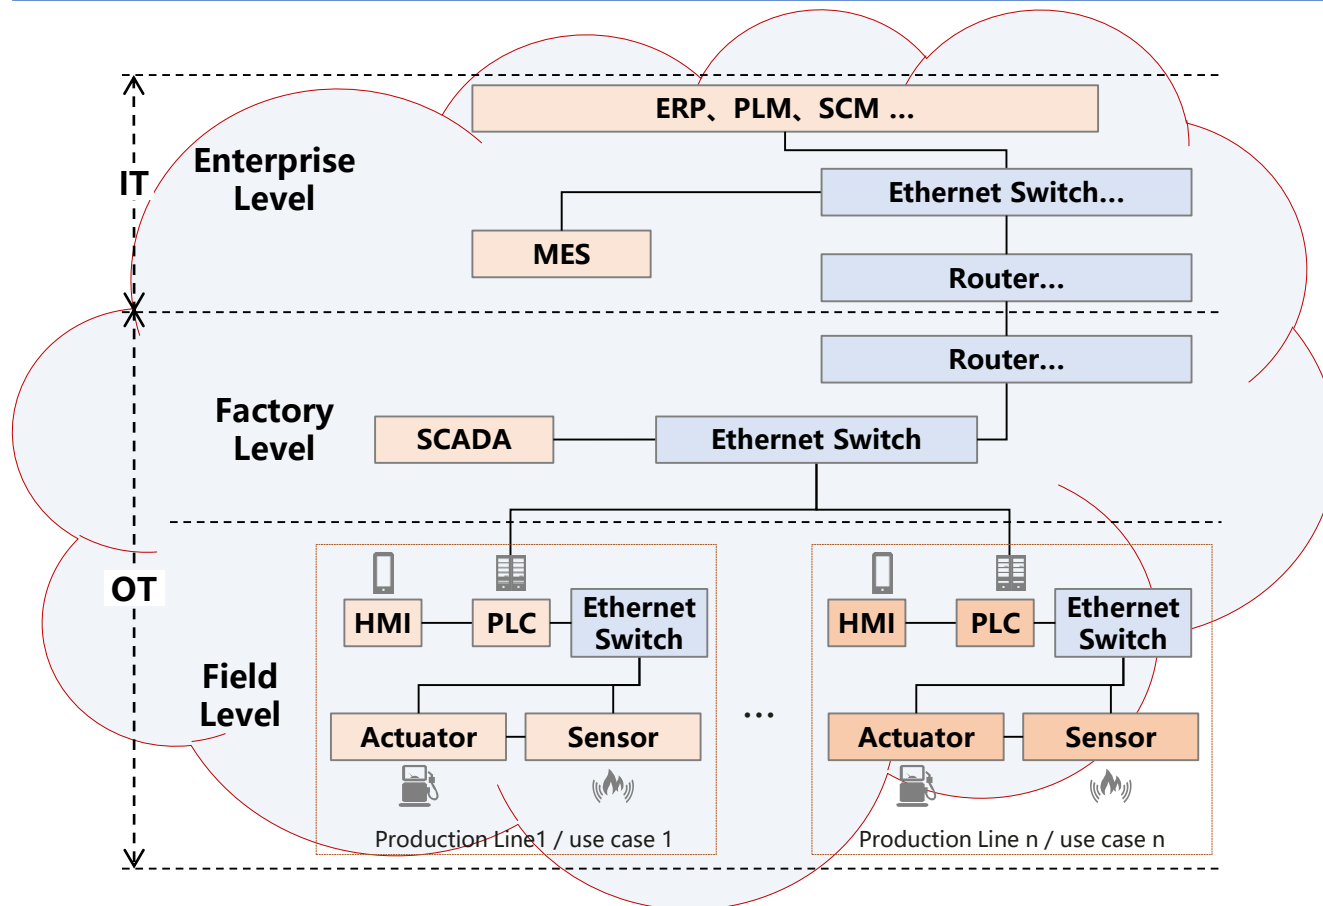 ERP、PLM、SCM ...
IT
Enterprise
Level
Ethernet Switch...
MES
Router...
Router...
Factory
Level
SCADA
Ethernet Switch
OT
Field
Level
HMI
PLC
Ethernet
Switch
Actuator
Sensor
Production Line1 / use case 1
...
HMI
PLC
Ethernet
Switch
Actuator
Sensor
Production Line n / use case n